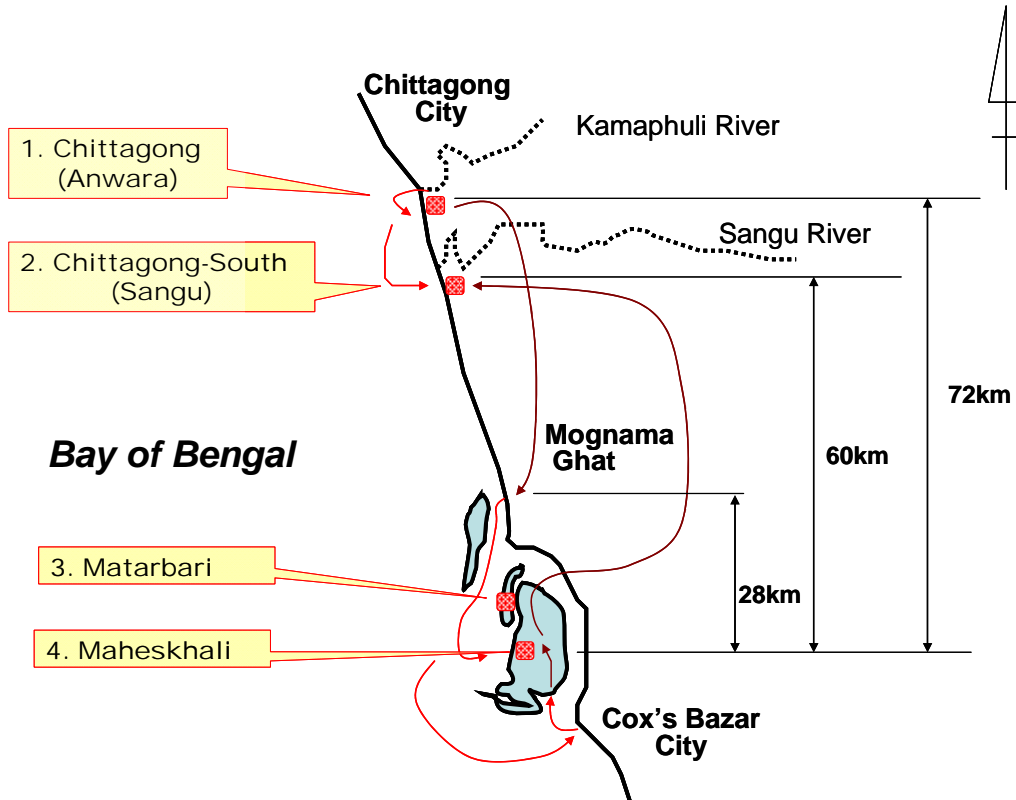 Chittagong
City
Kamaphuli River
1. Chittagong
(Anwara)
Sangu River
2. Chittagong-South
(Sangu)
72km
Mognama
Ghat
Bay of Bengal
60km
3. Matarbari
28km
4. Maheskhali
Cox's Bazar
City